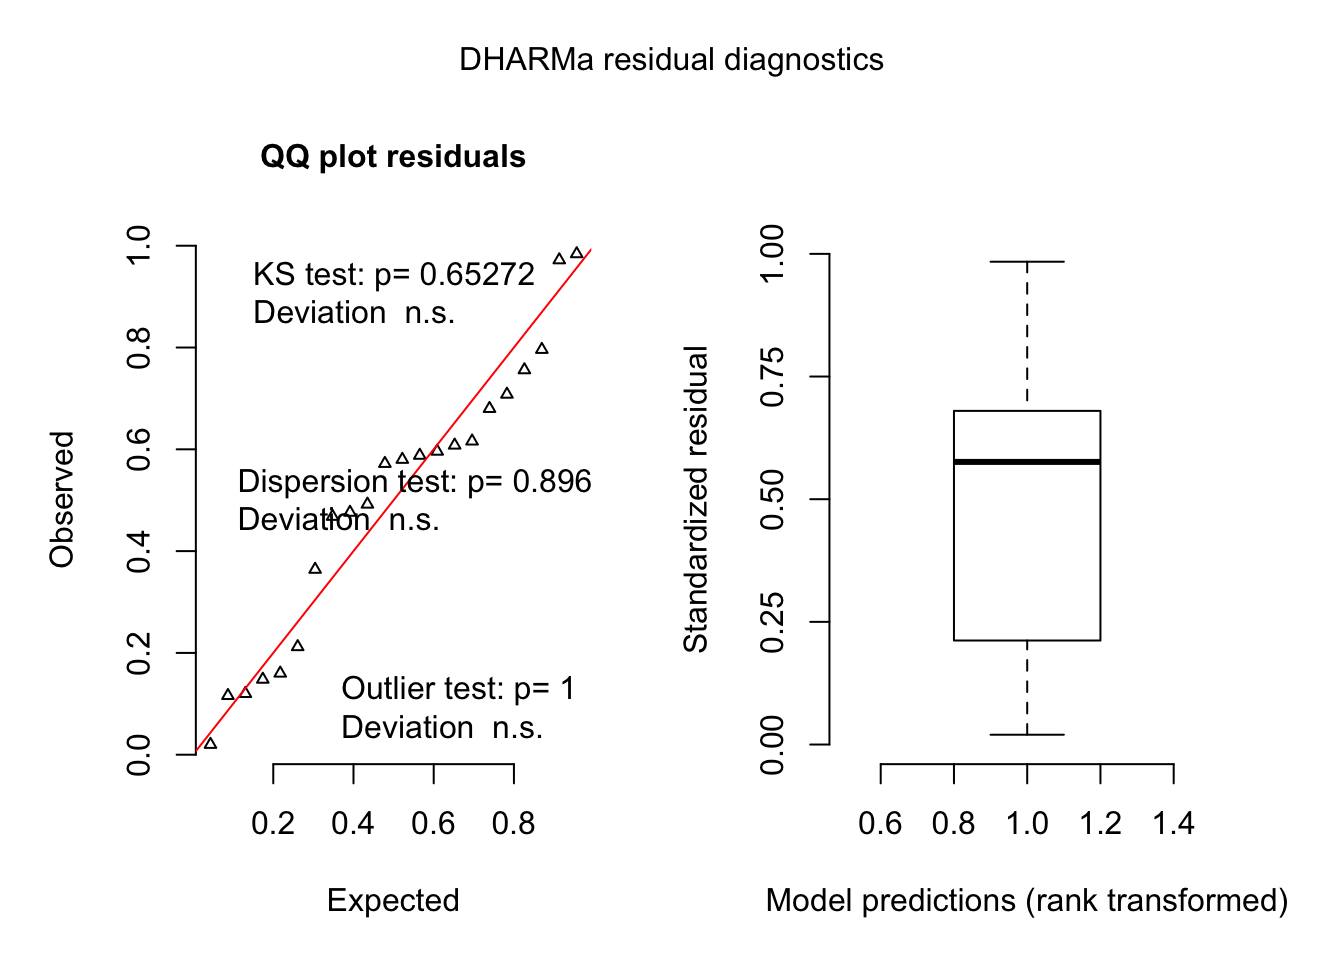 DHARMa residual diagnostics
QQ plot residuals
KS test: p= 0.65272
Deviation  n.s.
Dispersion test: p= 0.896
Deviation  n.s.
Outlier test: p= 1
Deviation  n.s.
Observed
0.0 0.2 0.4 0.6 0.8 1.0
0.2 0.4 0.6 0.8
Expected
Standardized residual
0.00 0.25 0.50 0.75 1.00
0.6 0.8 1.0 1.2 1.4
Model predictions (rank transformed)